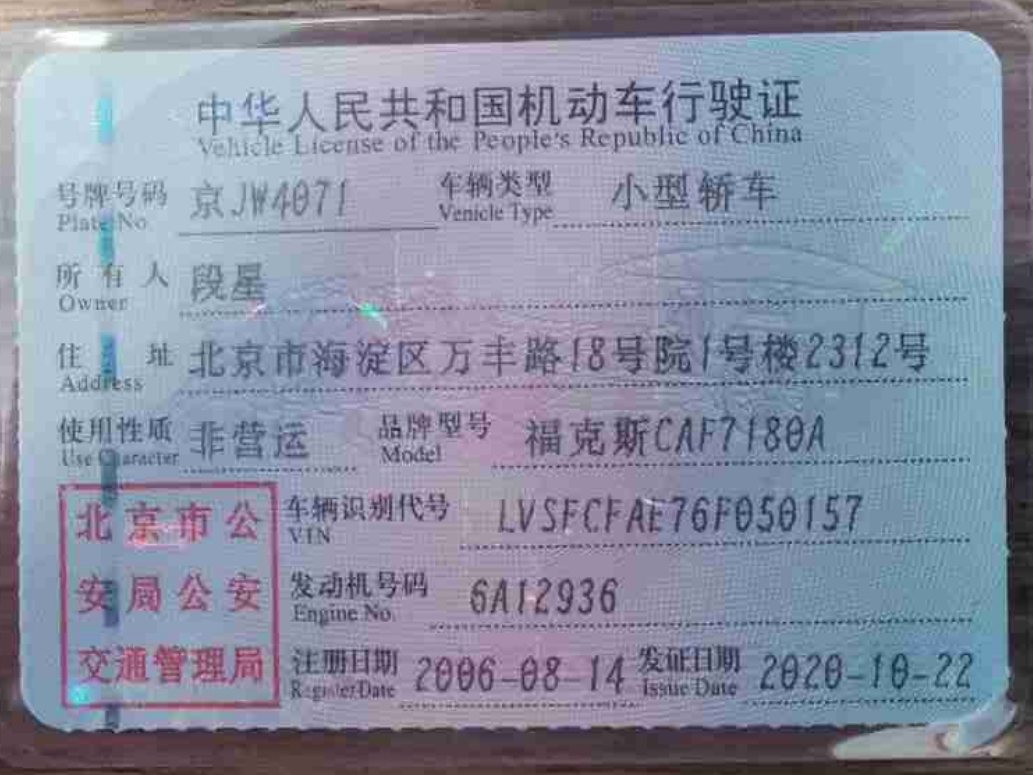 中华人民共和国机动车行驶证
Vehicle License of the People's Republic of China
号牌号码 京JW4071 车辆类型 小型轿车
Plate No. Vehicle Type
所有人 段星
Owner
住址 北京市海淀区万丰路18号院1号楼2312号
Address
使用性质 非营运 品牌型号 福克斯CAF7180A
Use Character Model
北京市公
安局公安
交通管理局
车辆识别代号 LVSFCFAE76F050157
VIN
发动机号码 6A12936
Engine No.
注册日期 2006-08-14 发证日期 2020-10-22
Register Date Issue Date